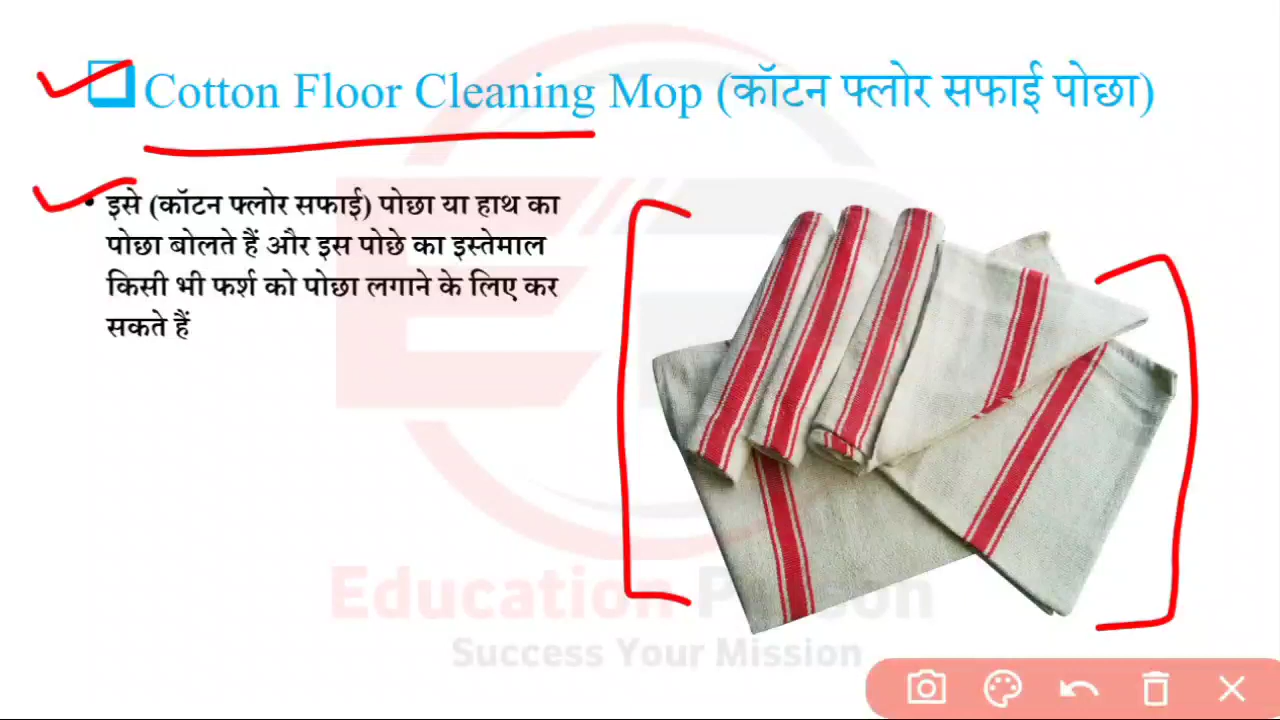 Cotton Floor Cleaning Mop (कॉटन फ्लोर सफाई पोछा)
• इसे (कॉटन फ्लोर सफाई) पोछा या हाथ का
पोछा बोलते हैं और इस पोछे का इस्तेमाल
किसी भी फर्श को पोछा लगाने के लिए कर
सकते हैं
Education
Success Your Mission